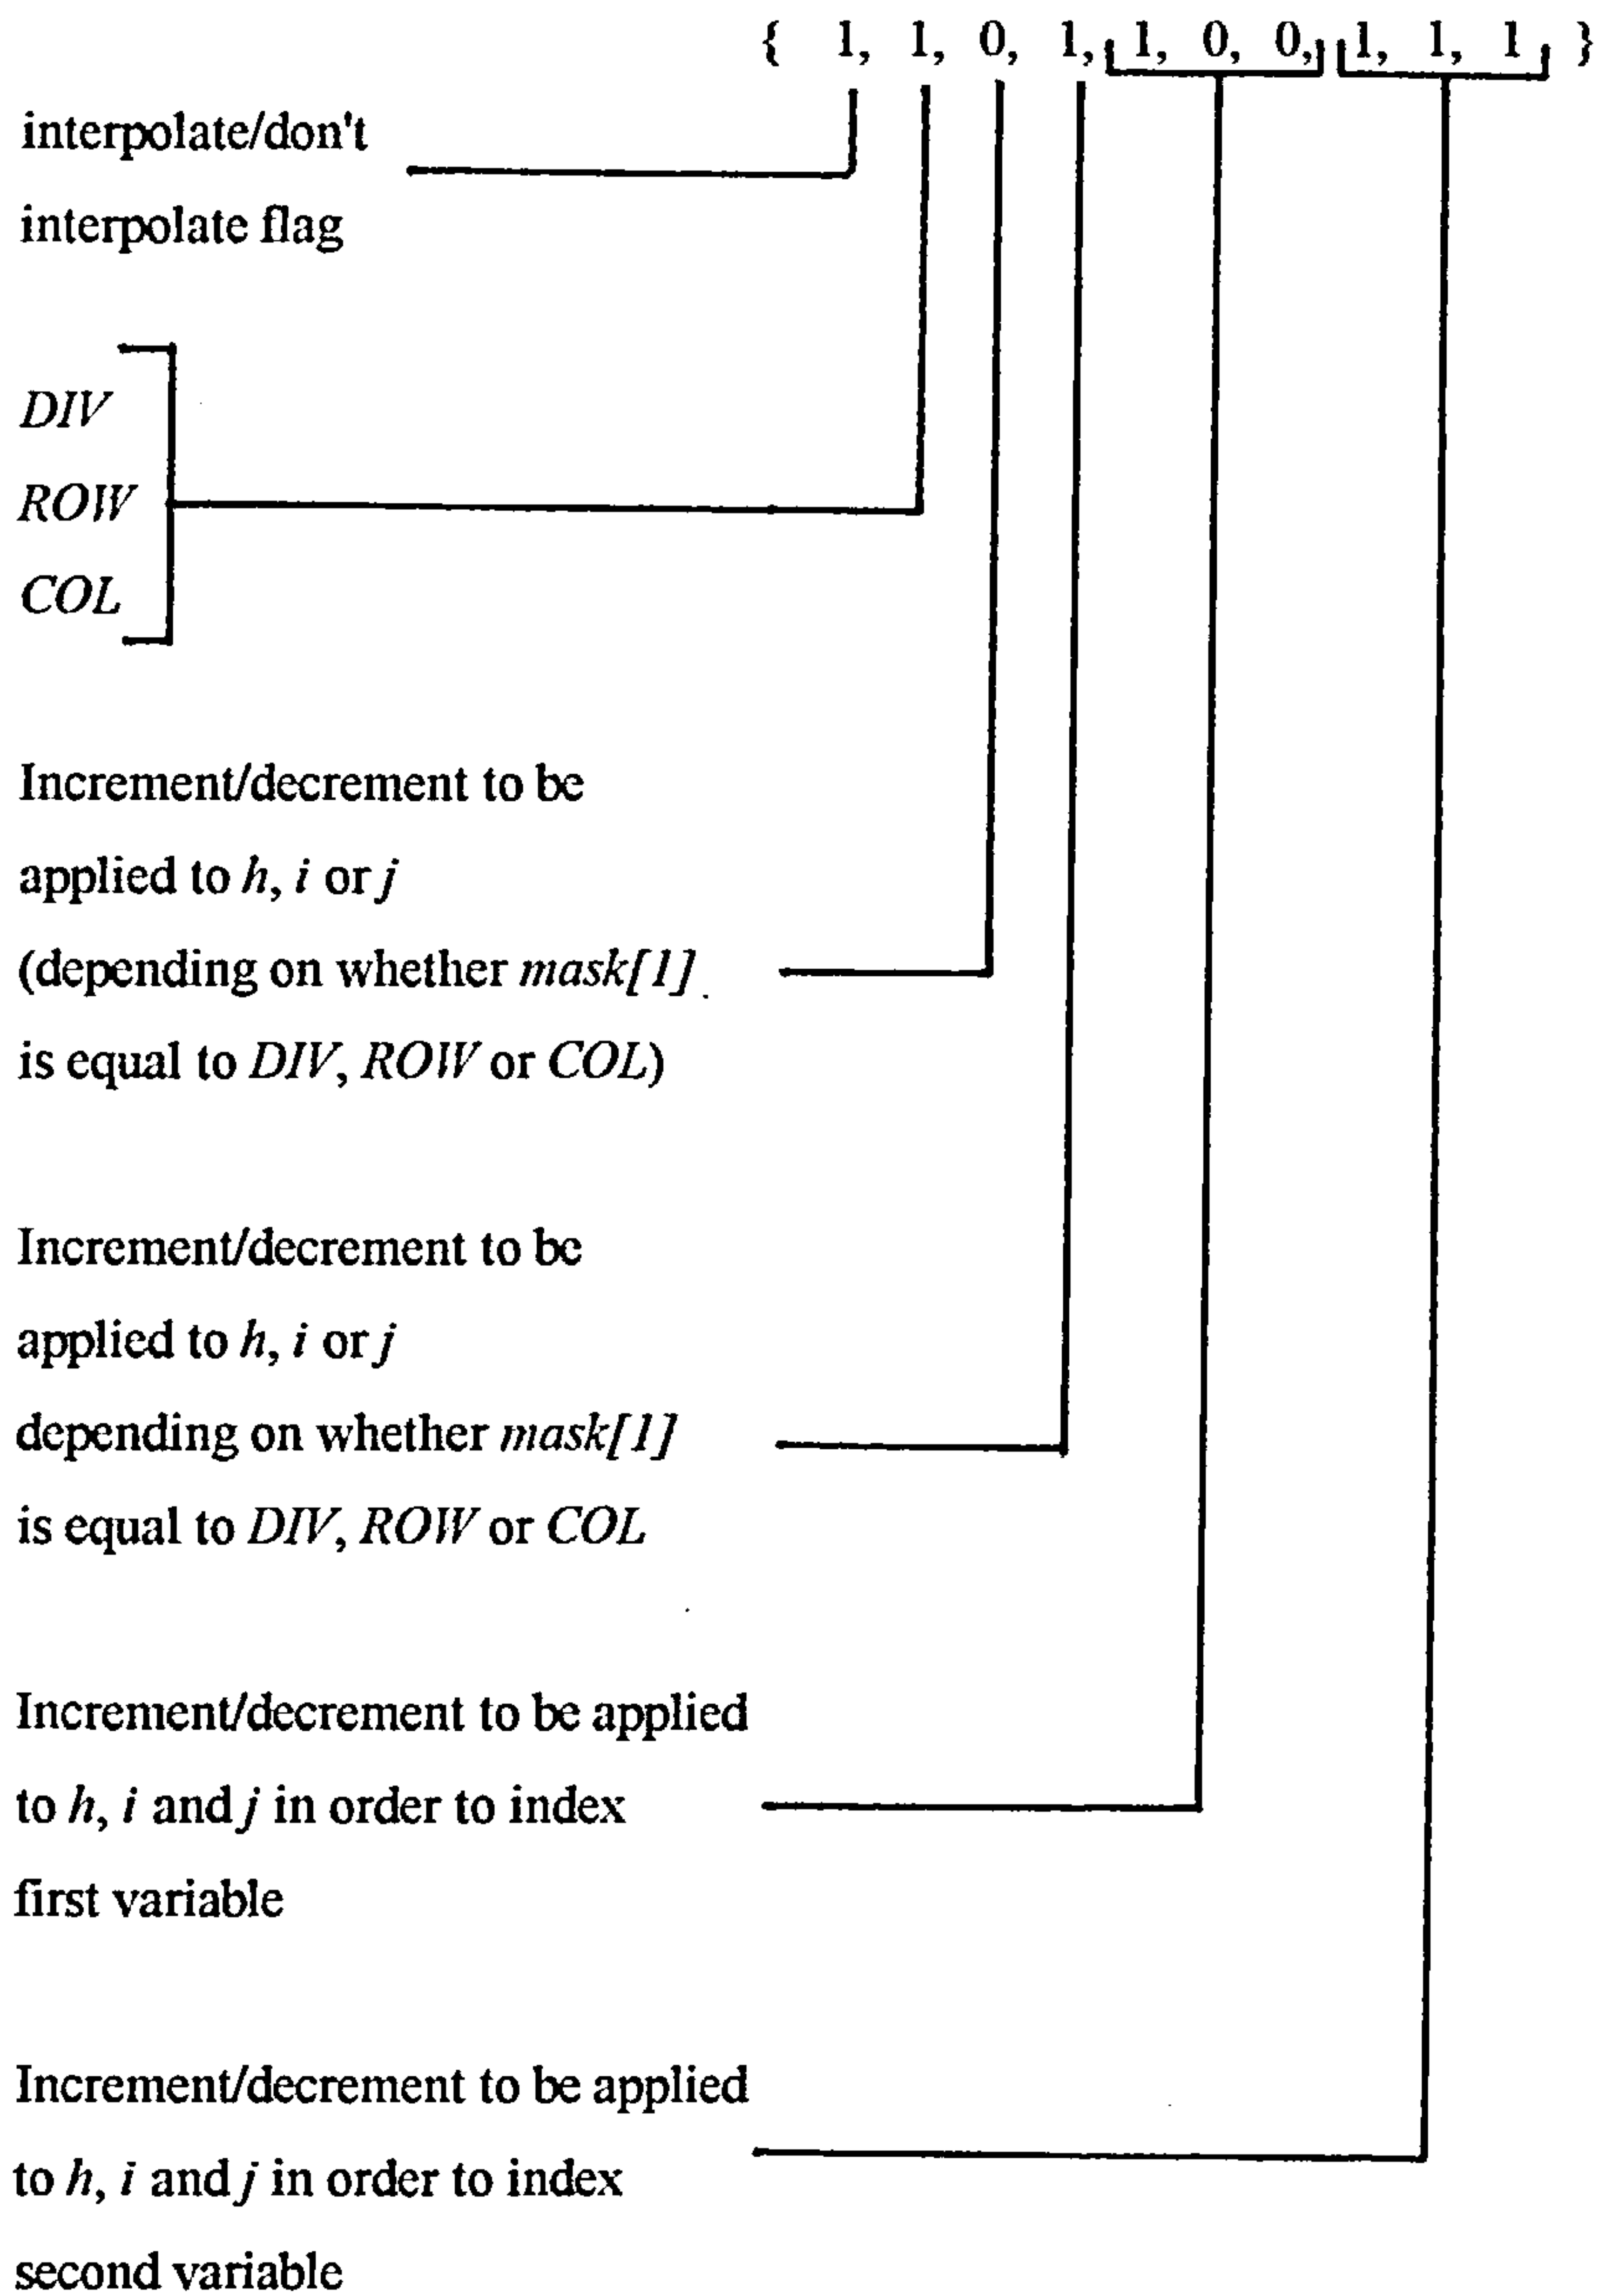 { 1, 1, 0, 1, 1, 0, 0, 1, 1, 1, }
interpolate/don't
interpolate flag
DIV
ROW
COL
Increment/decrement to be
applied to h, i or j
(depending on whether mask[1]
is equal to DIV, ROW or COL)
Increment/decrement to be
applied to h, i or j
depending on whether mask[1]
is equal to DIV, ROW or COL
Increment/decrement to be applied
to h, i and j in order to index
first variable
Increment/decrement to be applied
to h, i and j in order to index
second variable